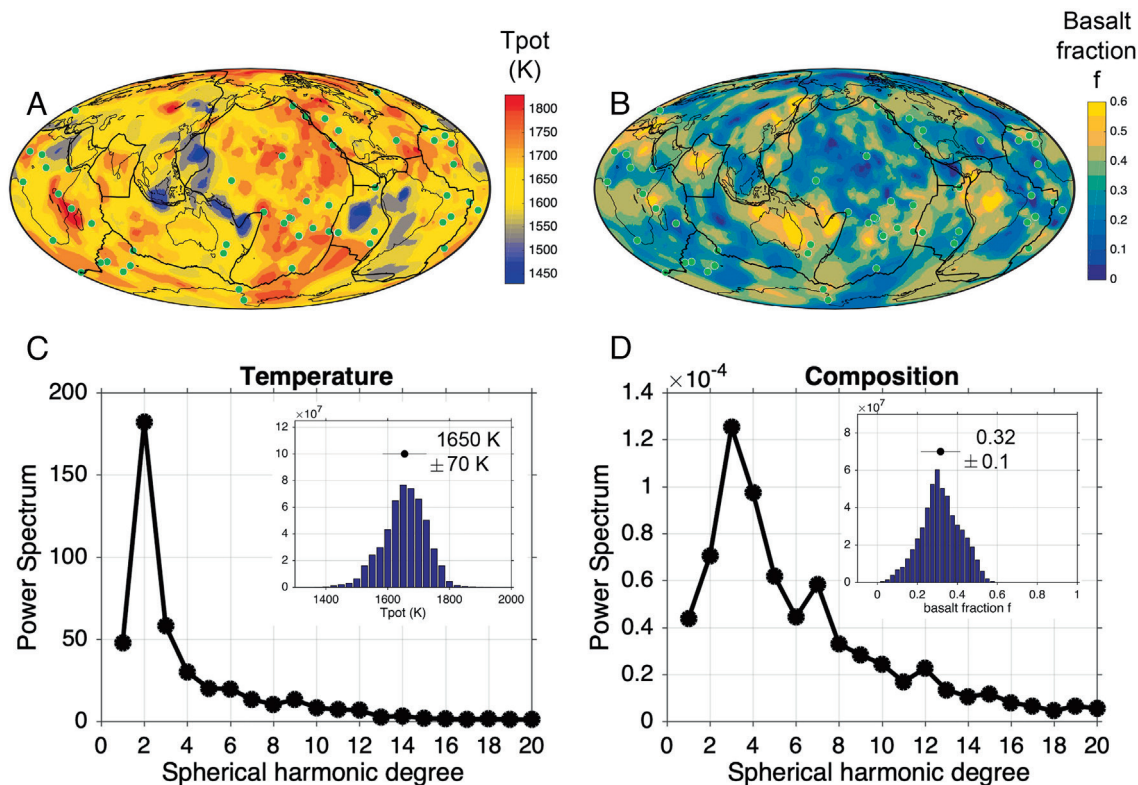 A
Tpot
(K)
1800
1750
1700
1650
1600
1550
1500
1450
B
Basalt
fraction
f
0.6
0.5
0.4
0.3
0.2
0.1
0
C
Temperature
Power Spectrum
200
150
100
50
0
0 2 4 6 8 10 12 14 16 18 20
Spherical harmonic degree
×10⁷
12
10
8
6
4
2
0
1650 K
±70 K
1400 1600 1800 2000
Tpot (K)
D
×10⁻⁴
Composition
Power Spectrum
1.4
1.2
1
0.8
0.6
0.4
0.2
0
0 2 4 6 8 10 12 14 16 18 20
Spherical harmonic degree
×10⁷
8
6
4
2
0
0.32
±0.1
0 0.2 0.4 0.6 0.8 1
basalt fraction f